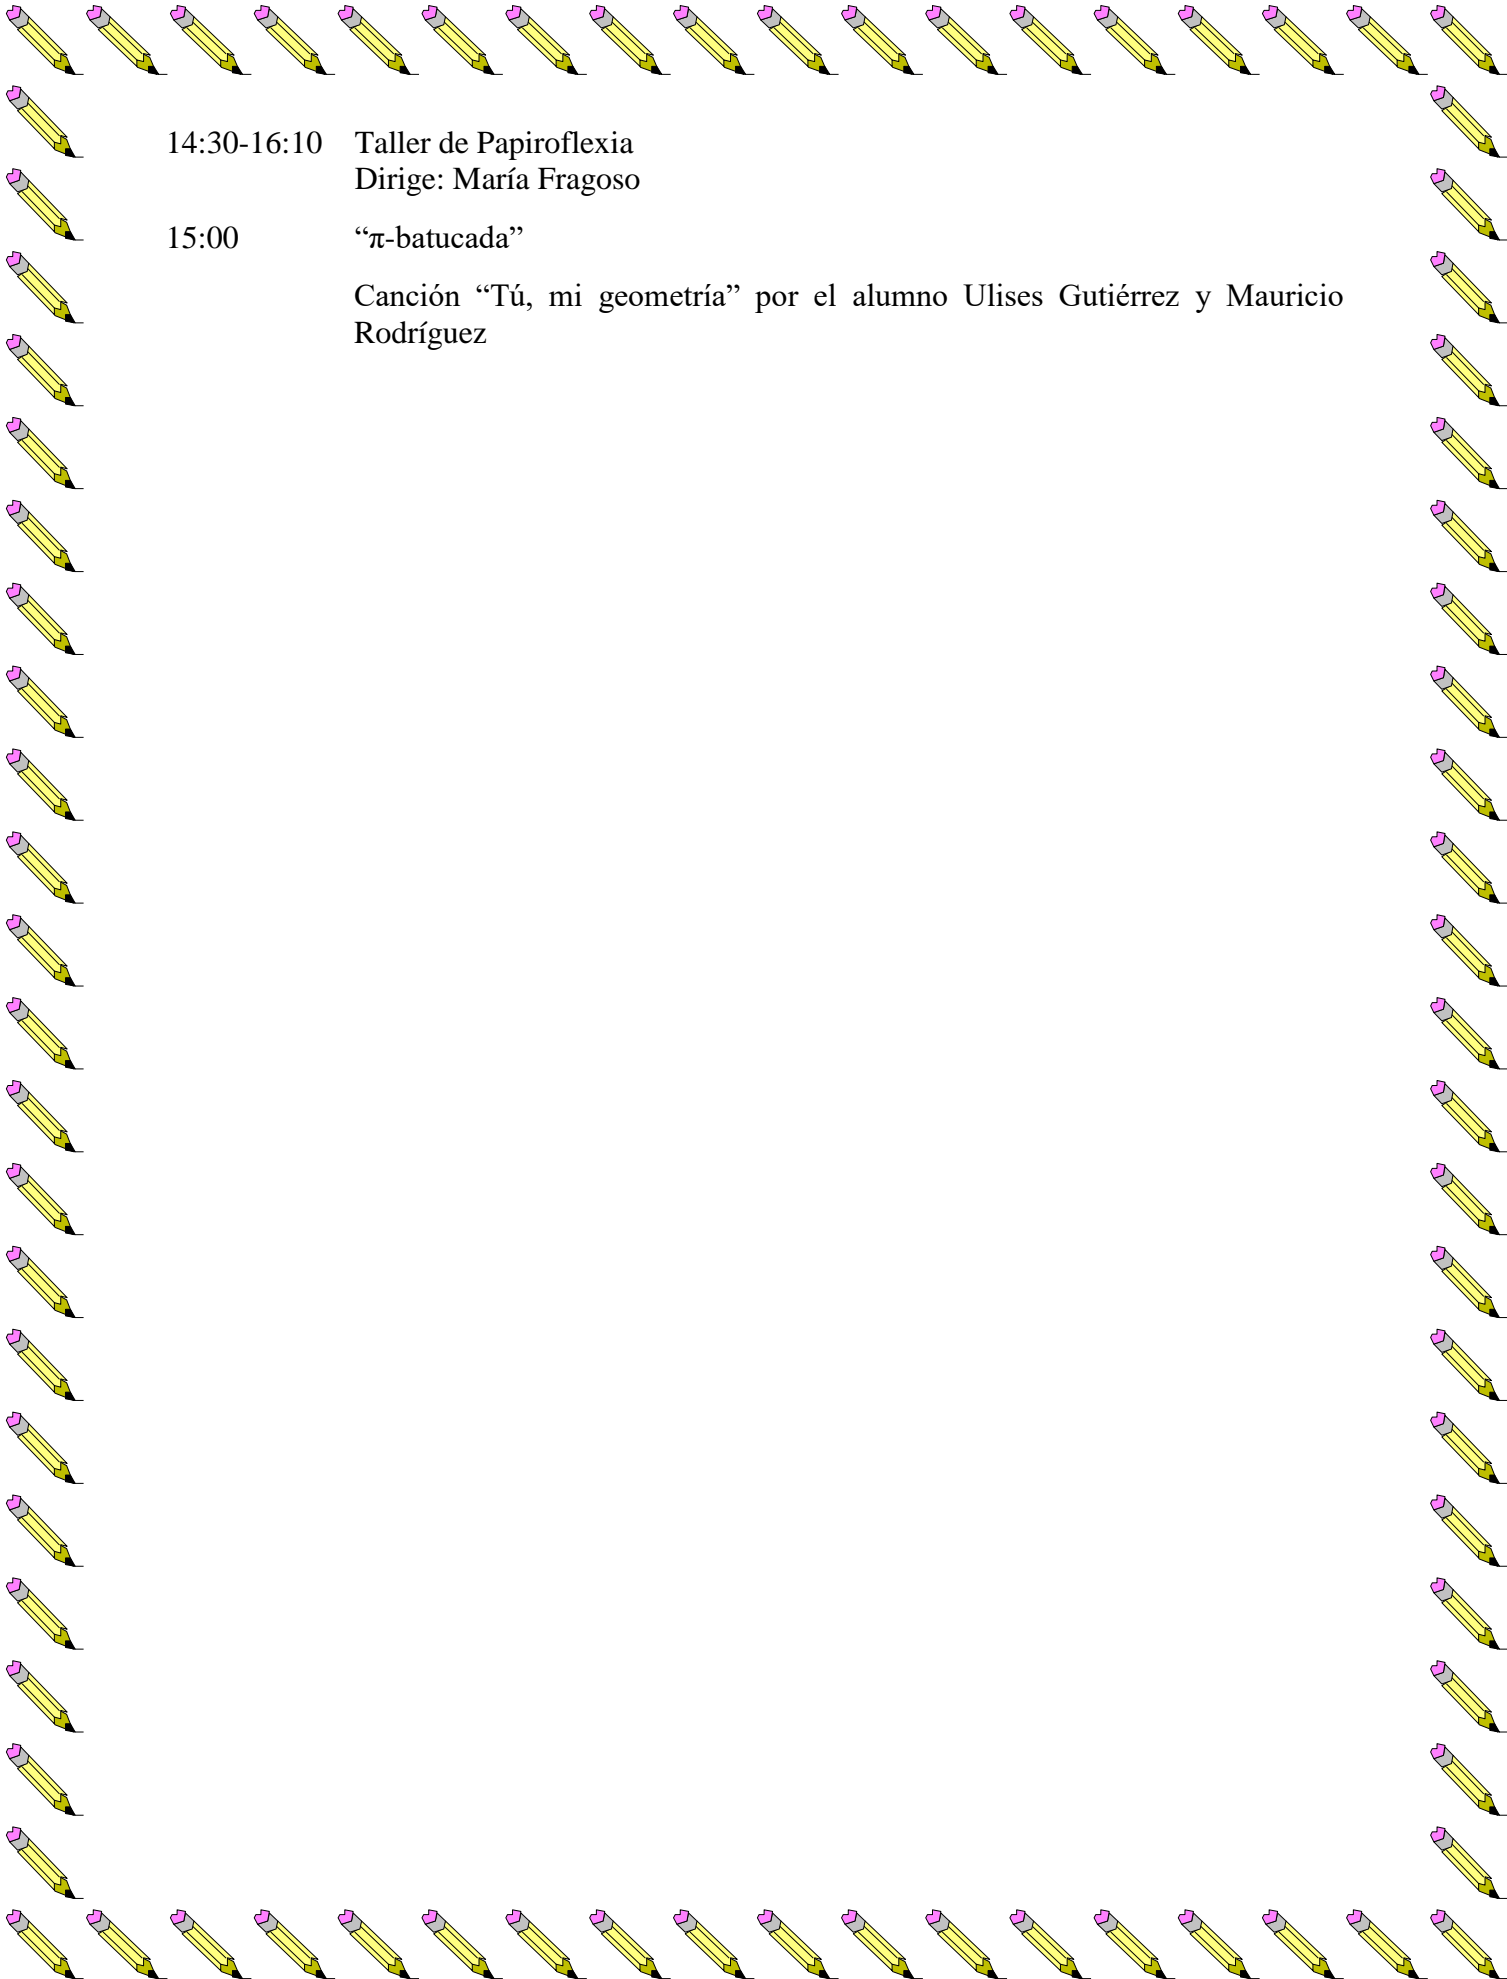 14:30-16:10 Taller de Papiroflexia
Dirige: María Fragoso
15:00 “π-batucada”
Canción “Tú, mi geometría” por el alumno Ulises Gutiérrez y Mauricio
Rodríguez